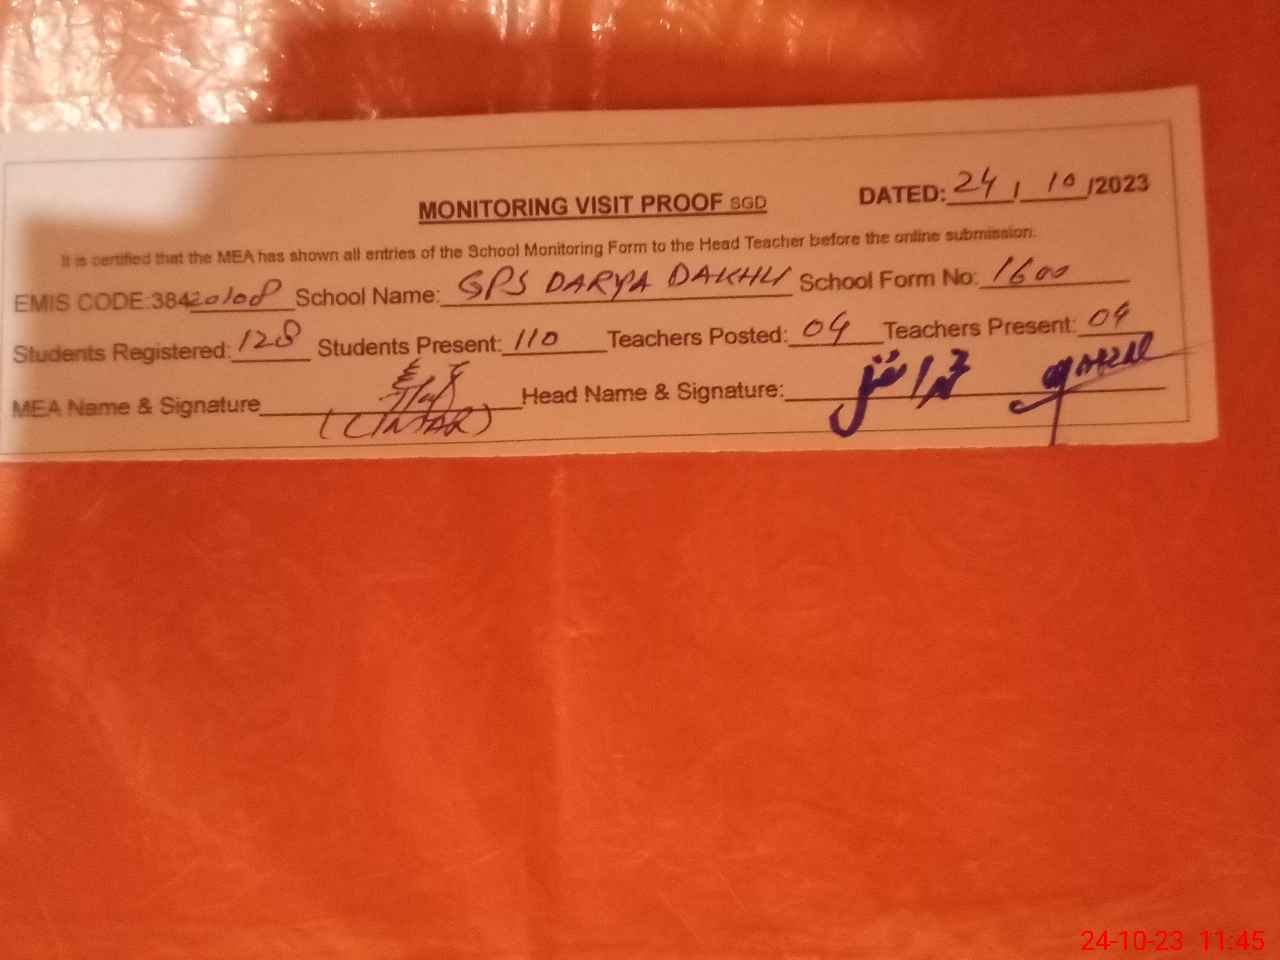 MONITORING VISIT PROOF SGD DATED: 24 / 10 /2023
It is certified that the MEA has shown all entries of the School Monitoring Form to the Head Teacher before the online submission.
EMIS CODE:38420108 School Name: GPS DARYA DAKHLI School Form No: 1600
Students Registered: 128 Students Present: 110 Teachers Posted: 04 Teachers Present: 04
MEA Name & Signature Head Name & Signature:
24-10-23 11:45